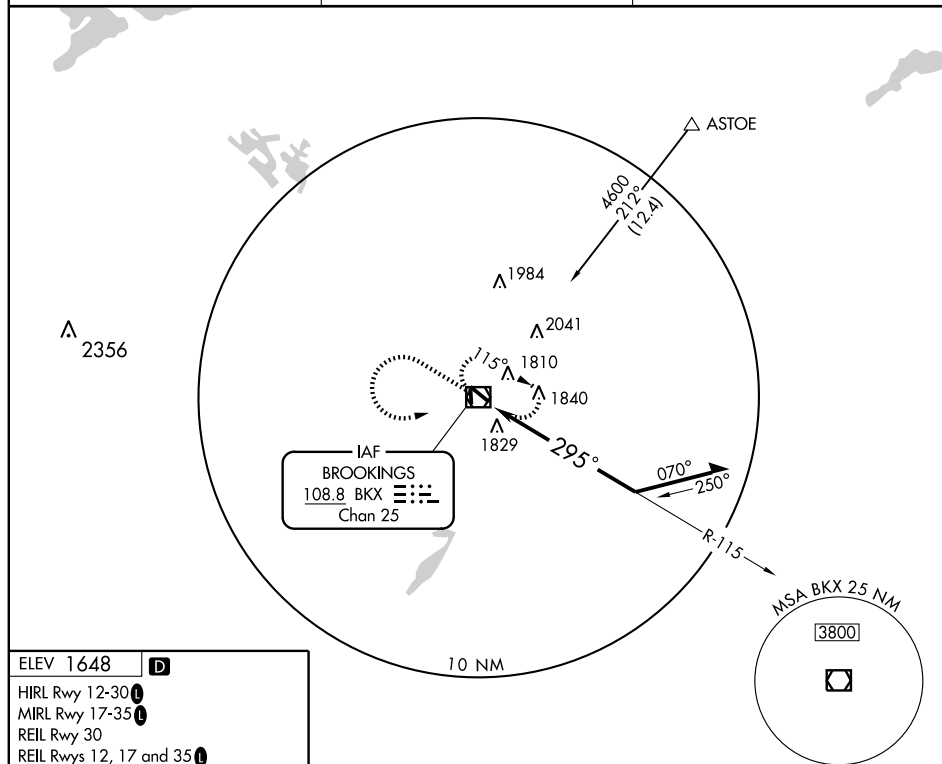 ASTOE
4600
212°
(12.4)
1984
2041
2356
115°
1810
1840
1829
IAF
BROOKINGS
108.8 BKX
Chan 25
295°
070°
250°
R-115
MSA BKX 25 NM
3800
10 NM
ELEV 1648 D
HIRL Rwy 12-30 L
MIRL Rwy 17-35 L
REIL Rwy 30
REIL Rwys 12, 17 and 35 L